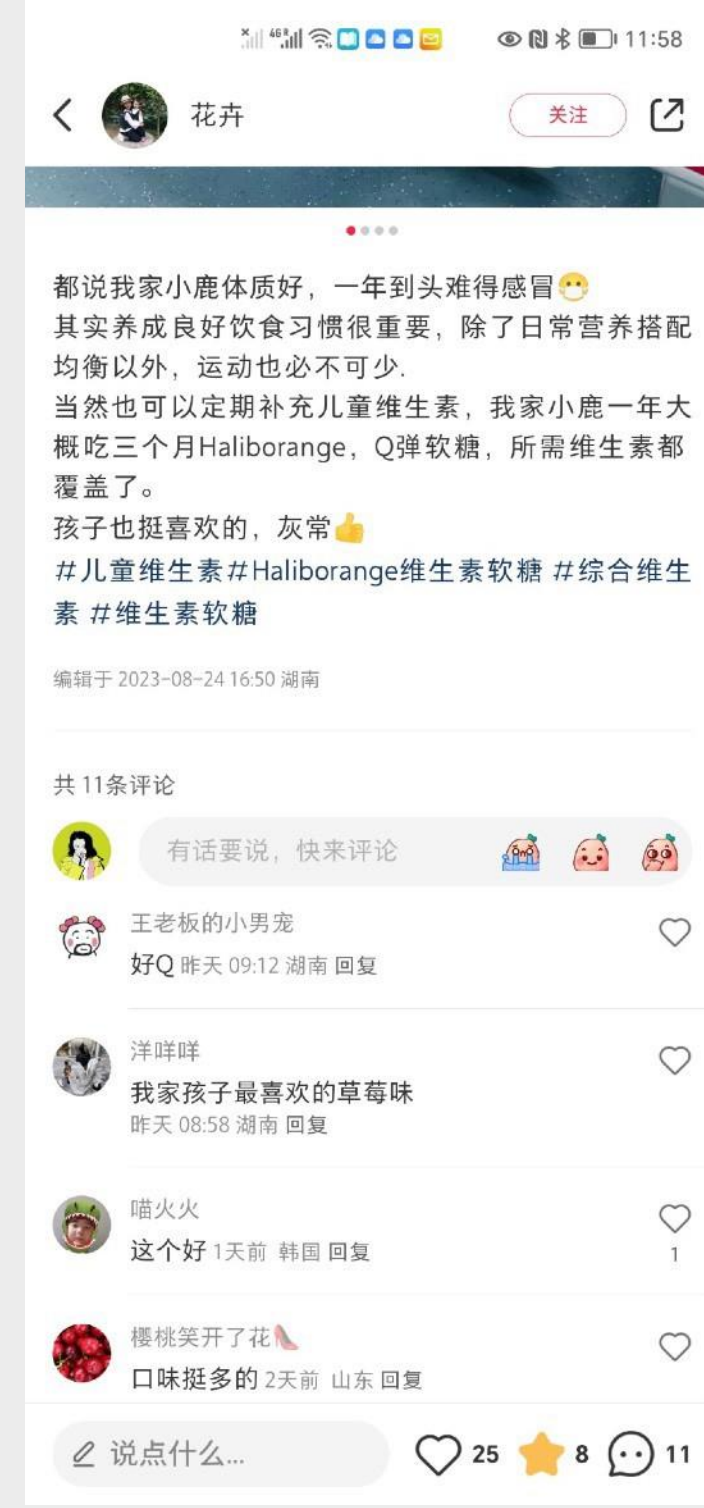 46 11:58
花卉
关注
都说我家小鹿体质好，一年到头难得感冒😷
其实养成良好饮食习惯很重要，除了日常营养搭配
均衡以外，运动也必不可少.
当然也可以定期补充儿童维生素，我家小鹿一年大
概吃三个月Haliborange，Q弹软糖，所需维生素都
覆盖了。
孩子也挺喜欢的，灰常👍
#儿童维生素#Haliborange维生素软糖 #综合维生
素 #维生素软糖
编辑于 2023-08-24 16:50 湖南
共 11条评论
有话要说，快来评论
王老板的小男宠
好Q 昨天 09:12 湖南 回复
洋咩咩
我家孩子最喜欢的草莓味
昨天 08:58 湖南 回复
喵火火
这个好 1天前 韩国 回复
1
樱桃笑开了花👠
口味挺多的 2天前 山东 回复
说点什么... 25 8 11